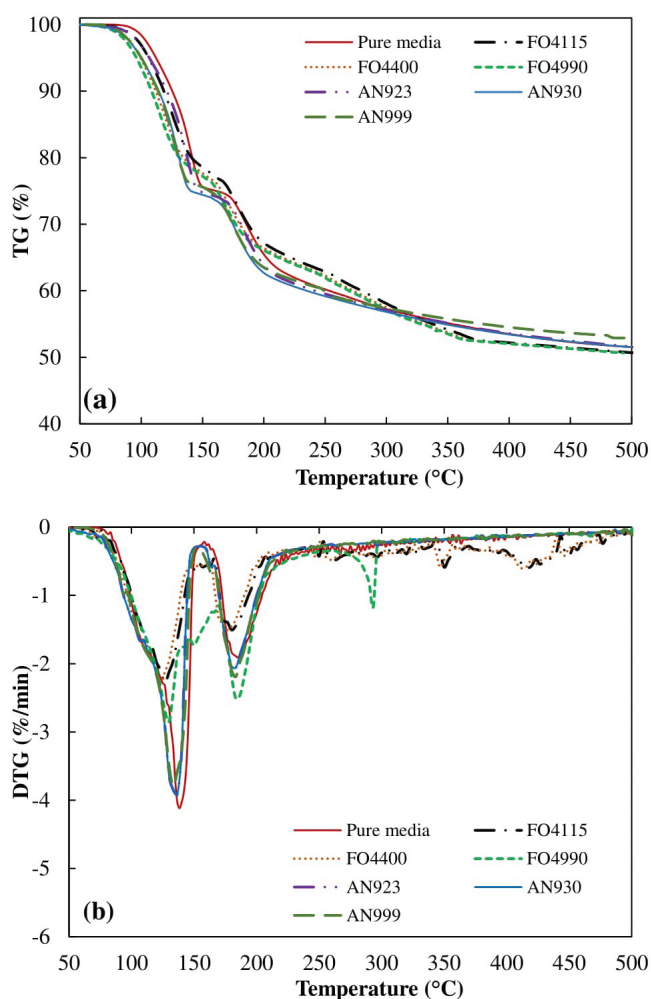 100
90
80
70
60
50
40
TG (%)
Pure media
FO4115
FO4400
FO4990
AN923
AN930
AN999
(a)
50 100 150 200 250 300 350 400 450 500
Temperature (°C)
0
-1
-2
-3
-4
-5
-6
DTG (%/min)
Pure media
FO4115
FO4400
FO4990
AN923
AN930
AN999
(b)
50 100 150 200 250 300 350 400 450 500
Temperature (°C)